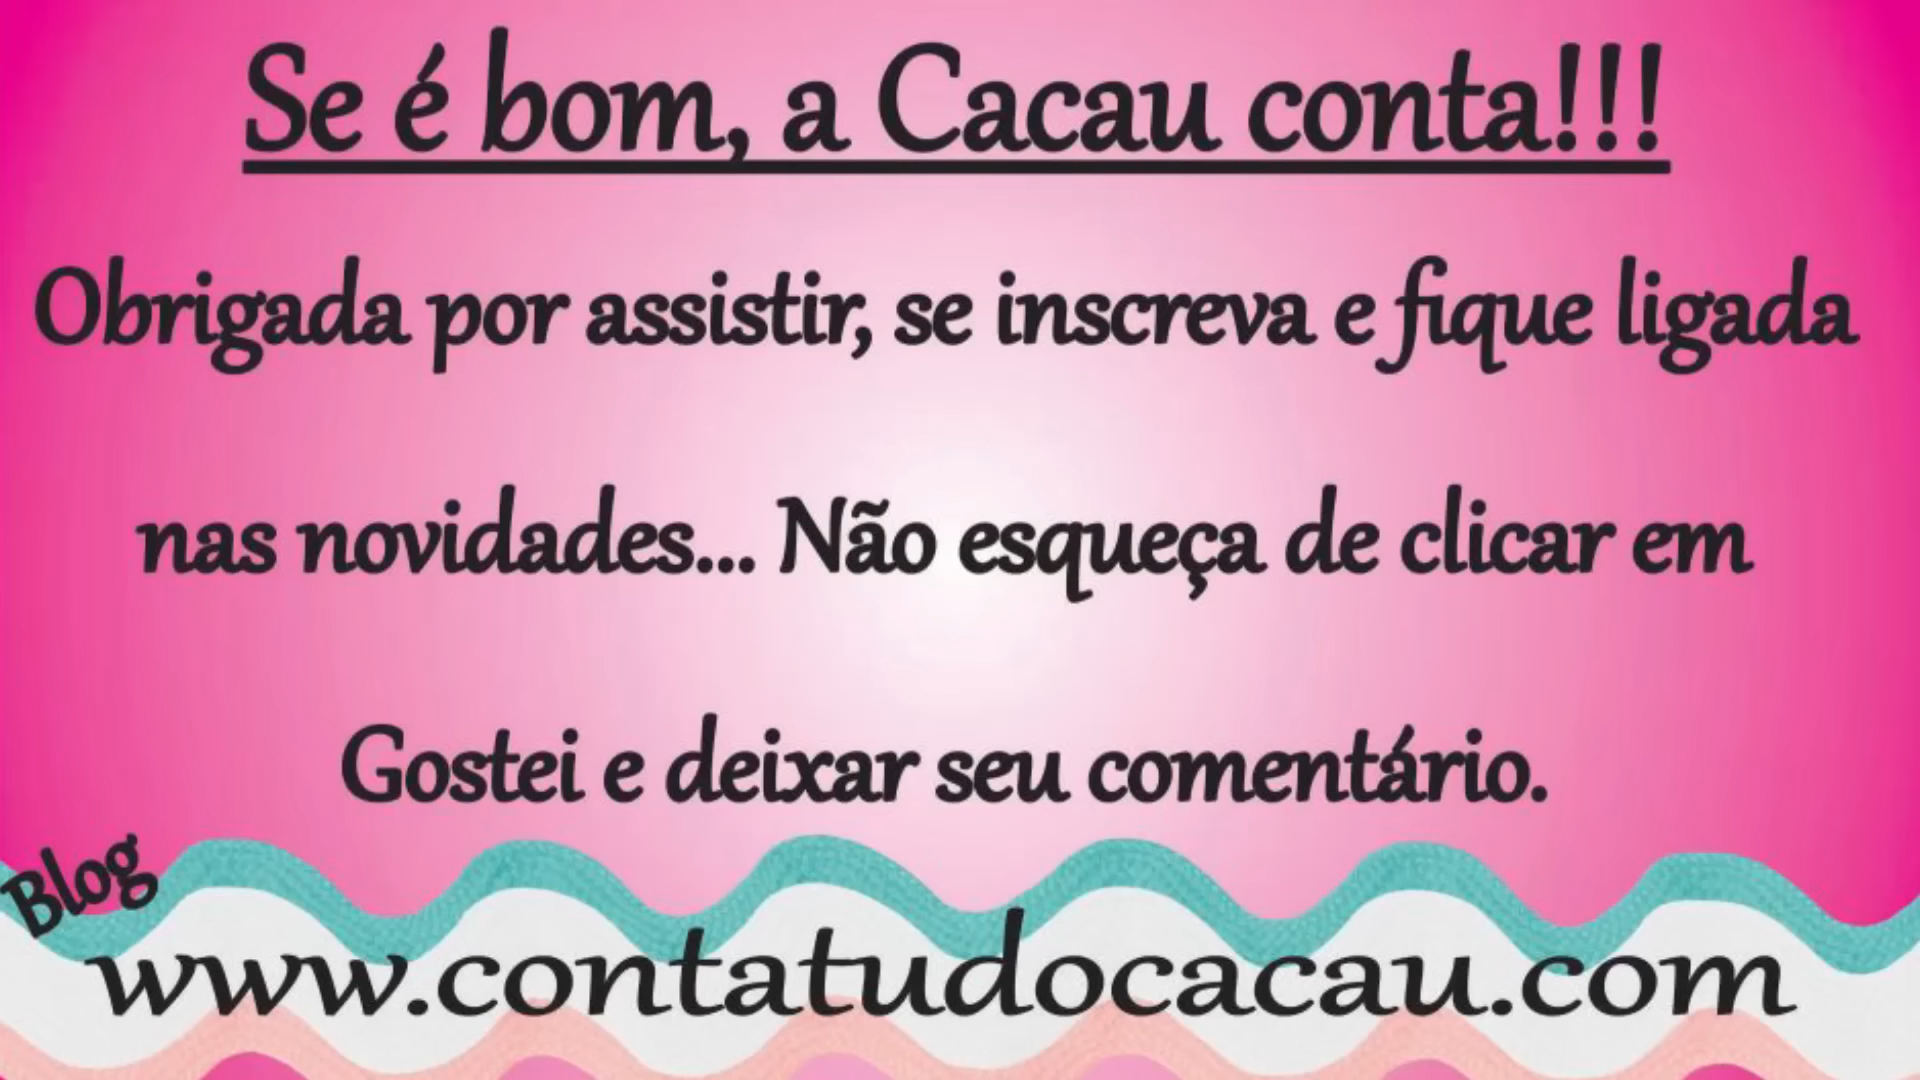 Se é bom, a Cacau conta!!!
Obrigada por assistir, se inscreva e fique ligada
nas novidades... Não esqueça de clicar em
Gostei e deixar seu comentário.
Blog
www.contatudocacau.com